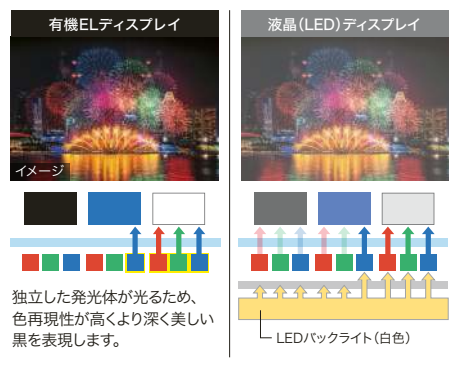 有機ELディスプレイ
イメージ
独立した発光体が光るため、
色再現性が高くより深く美しい
黒を表現します。
液晶（LED）ディスプレイ
LEDバックライト（白色）